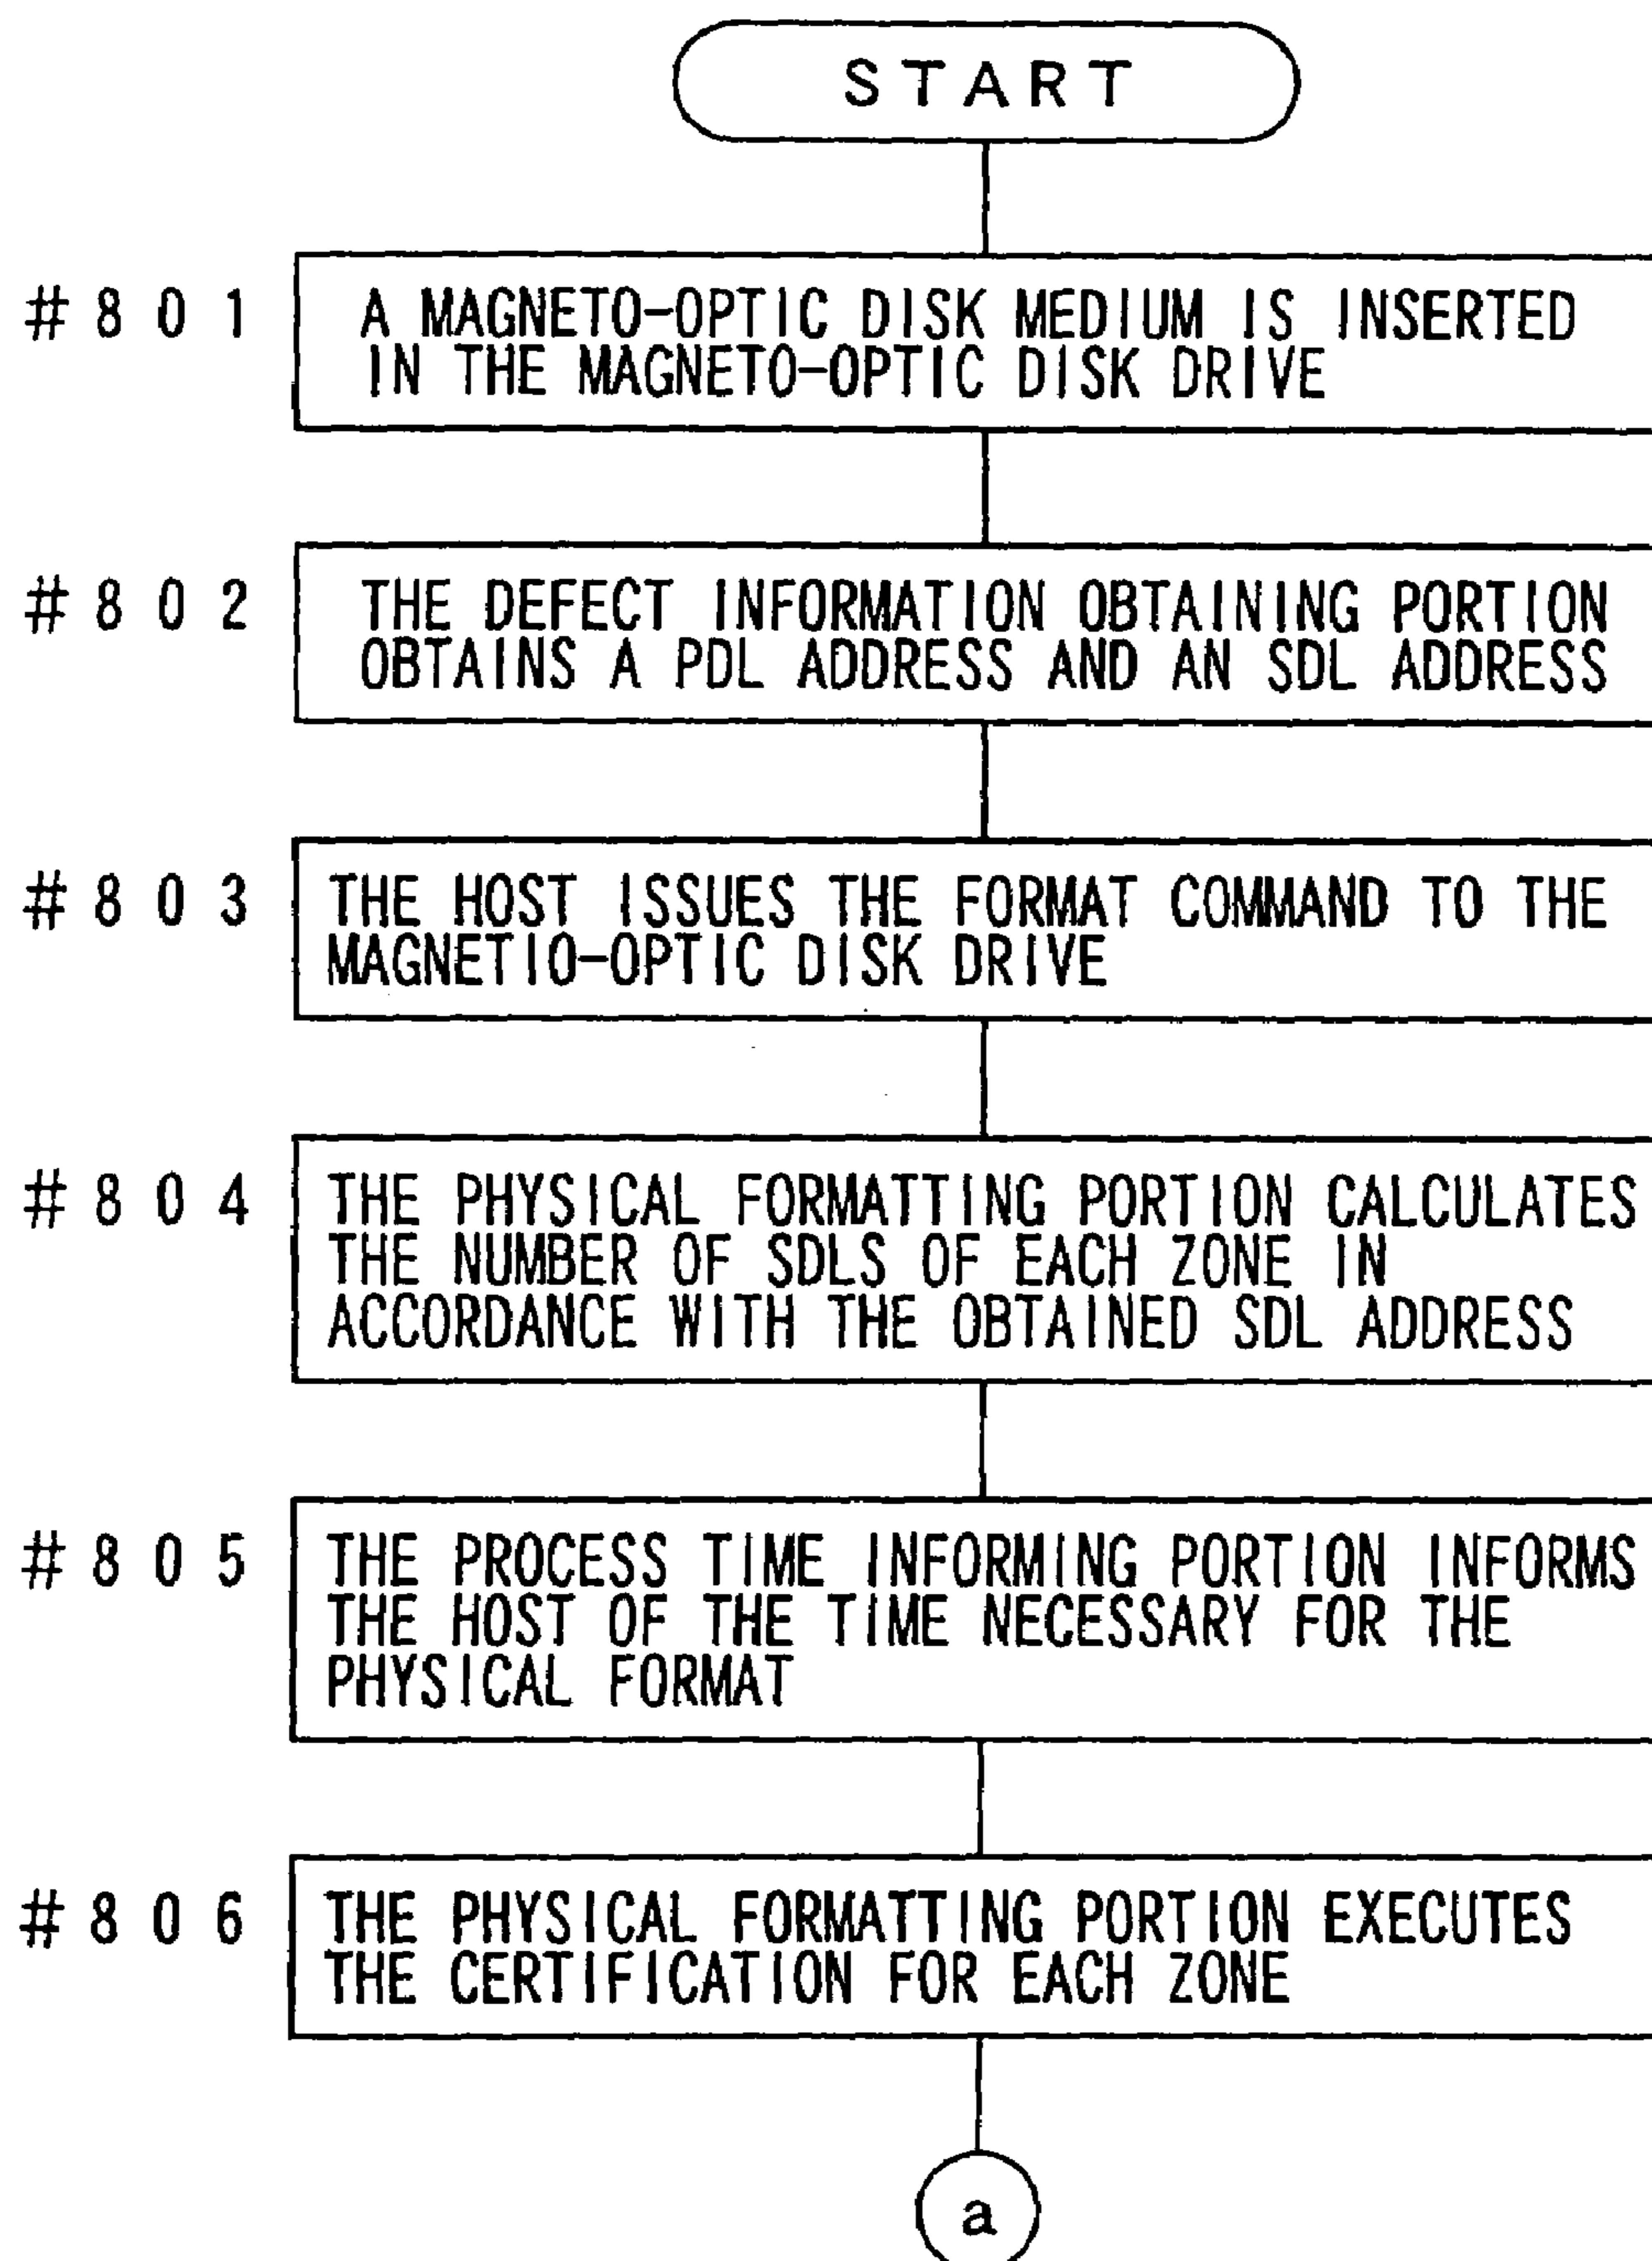 START
#801
A MAGNETO-OPTIC DISK MEDIUM IS INSERTED
IN THE MAGNETO-OPTIC DISK DRIVE
#802
THE DEFECT INFORMATION OBTAINING PORTION
OBTAINS A PDL ADDRESS AND AN SDL ADDRESS
#803
THE HOST ISSUES THE FORMAT COMMAND TO THE
MAGNETIO-OPTIC DISK DRIVE
#804
THE PHYSICAL FORMATTING PORTION CALCULATES
THE NUMBER OF SDLS OF EACH ZONE IN
ACCORDANCE WITH THE OBTAINED SDL ADDRESS
#805
THE PROCESS TIME INFORMING PORTION INFORMS
THE HOST OF THE TIME NECESSARY FOR THE
PHYSICAL FORMAT
#806
THE PHYSICAL FORMATTING PORTION EXECUTES
THE CERTIFICATION FOR EACH ZONE
a